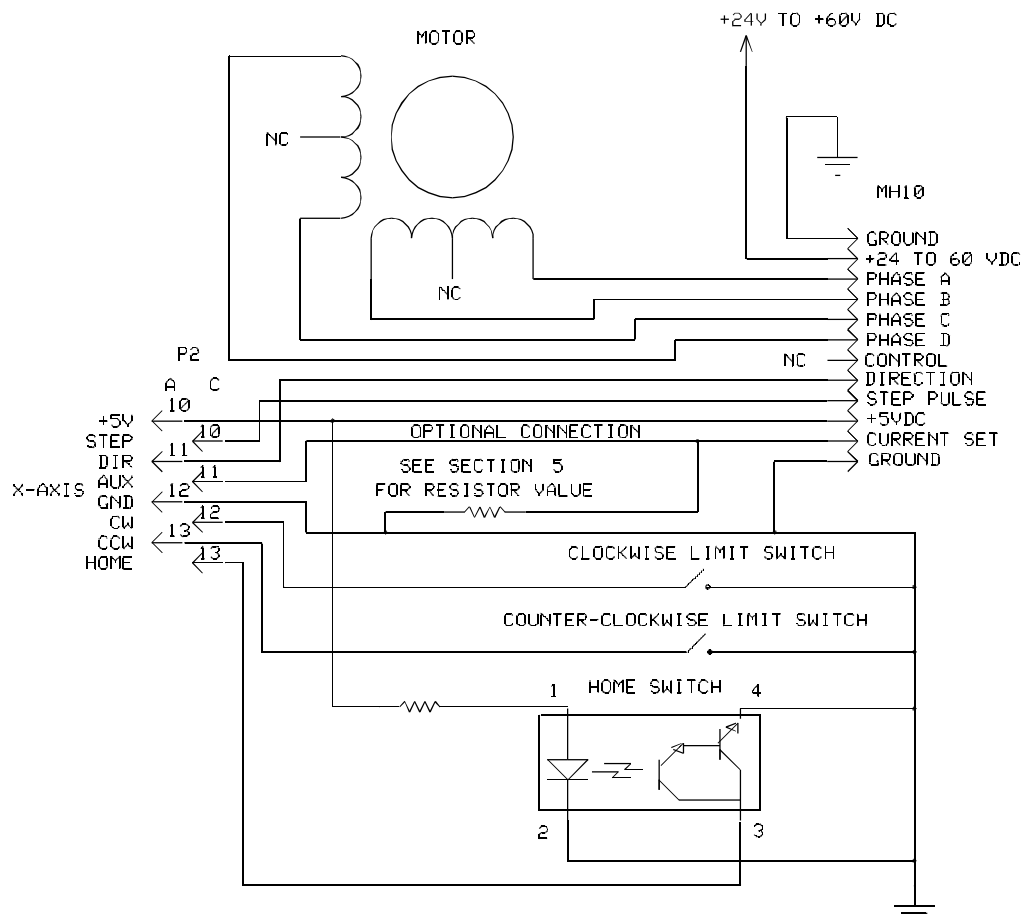 +24V TO +60V DC
MOTOR
NC
MH10
GROUND
+24 TO 60 VDC
PHASE A
NC
PHASE B
PHASE C
PHASE D
P2
NC
CONTROL
A C
DIRECTION
STEP PULSE
10
+5V
+5VDC
10
STEP
OPTIONAL CONNECTION
CURRENT SET
11
DIR
SEE SECTION 5
GROUND
11
AUX
X-AXIS
FOR RESISTOR VALUE
12
GND
12
CW
13
CCW
13
HOME
CLOCKWISE LIMIT SWITCH
COUNTER-CLOCKWISE LIMIT SWITCH
1
HOME SWITCH
4
2
3